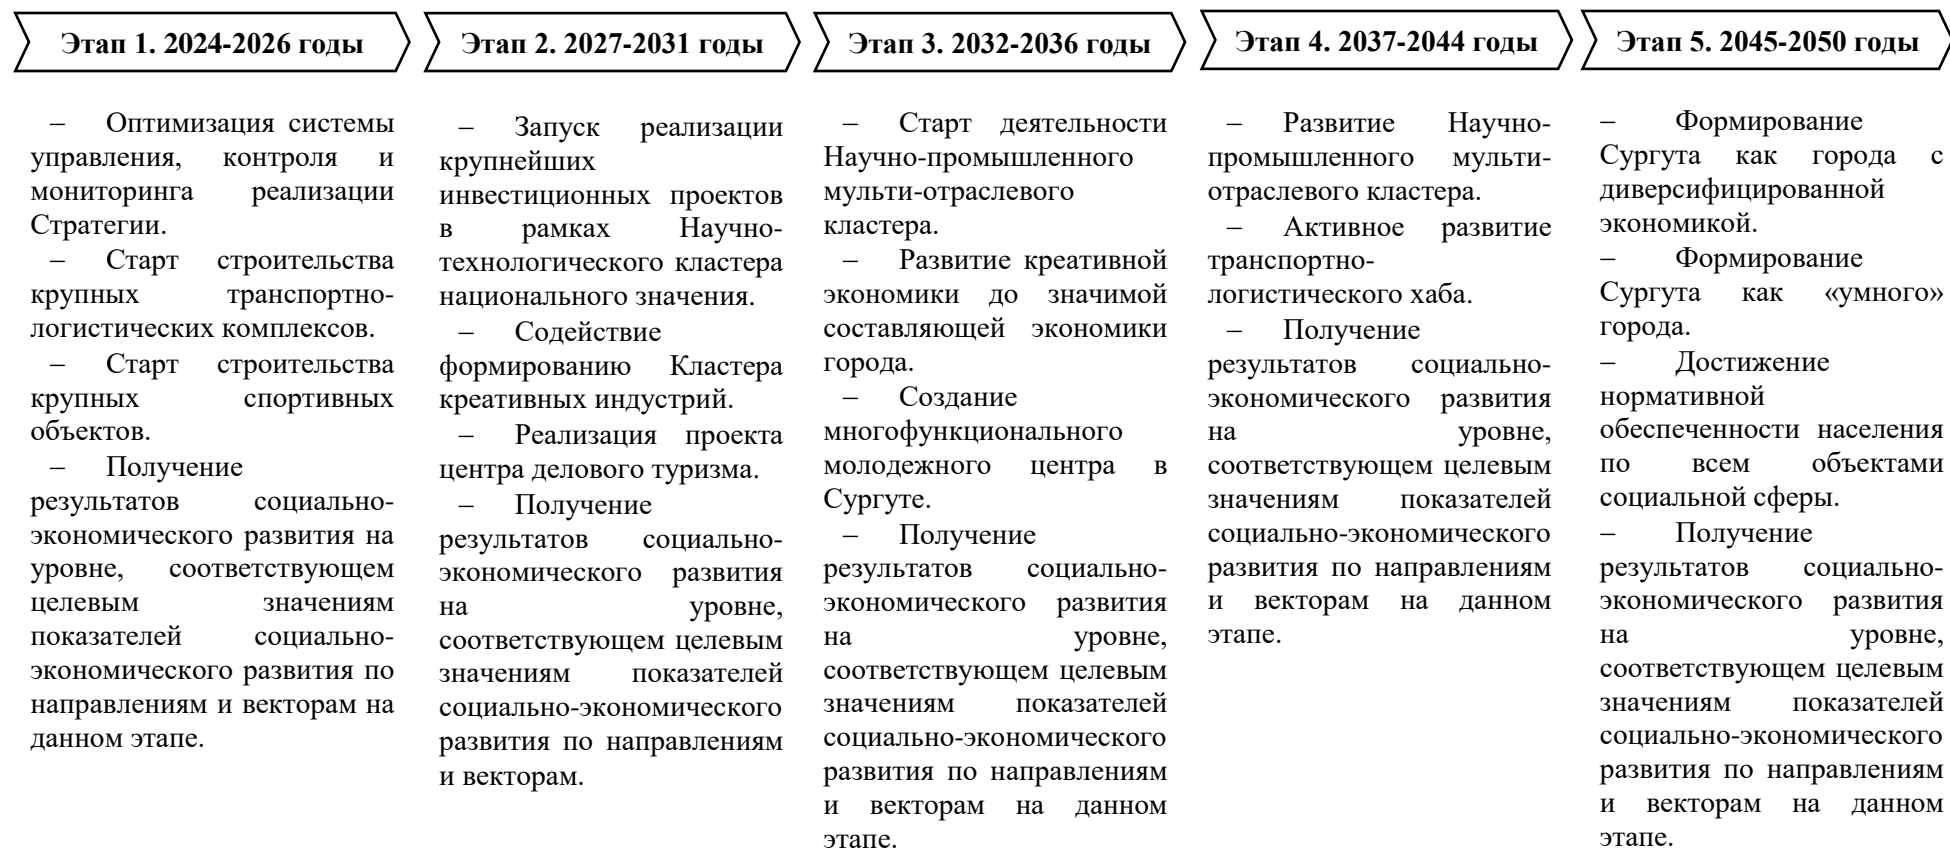 Этап 1. 2024-2026 годы
– Оптимизация системы
управления, контроля и
мониторинга реализации
Стратегии.
– Старт строительства
крупных транспортно-
логистических комплексов.
– Старт строительства
крупных спортивных
объектов.
– Получение
результатов социально-
экономического развития на
уровне, соответствующем
целевым значениям
показателей социально-
экономического развития по
направлениям и векторам на
данном этапе.
Этап 2. 2027-2031 годы
– Запуск реализации
крупнейших
инвестиционных проектов
в рамках Научно-
технологического кластера
национального значения.
– Содействие
формированию Кластера
креативных индустрий.
– Реализация проекта
центра делового туризма.
– Получение
результатов социально-
экономического развития
на уровне,
соответствующем целевым
значениям показателей
социально-экономического
развития по направлениям
и векторам.
Этап 3. 2032-2036 годы
– Старт деятельности
Научно-промышленного
мульти-отраслевого
кластера.
– Развитие креативной
экономики до значимой
составляющей экономики
города.
– Создание
многофункционального
молодежного центра в
Сургуте.
– Получение
результатов социально-
экономического развития
на уровне,
соответствующем целевым
значениям показателей
социально-экономического
развития по направлениям
и векторам на данном
этапе.
Этап 4. 2037-2044 годы
– Развитие Научно-
промышленного мульти-
отраслевого кластера.
– Активное развитие
транспортно-
логистического хаба.
– Получение
результатов социально-
экономического развития
на уровне,
соответствующем целевым
значениям показателей
социально-экономического
развития по направлениям
и векторам на данном
этапе.
Этап 5. 2045-2050 годы
– Формирование
Сургута как города с
диверсифицированной
экономикой.
– Формирование
Сургута как «умного»
города.
– Достижение
нормативной
обеспеченности населения
по всем объектами
социальной сферы.
– Получение
результатов социально-
экономического развития
на уровне,
соответствующем целевым
значениям показателей
социально-экономического
развития по направлениям
и векторам на данном
этапе.